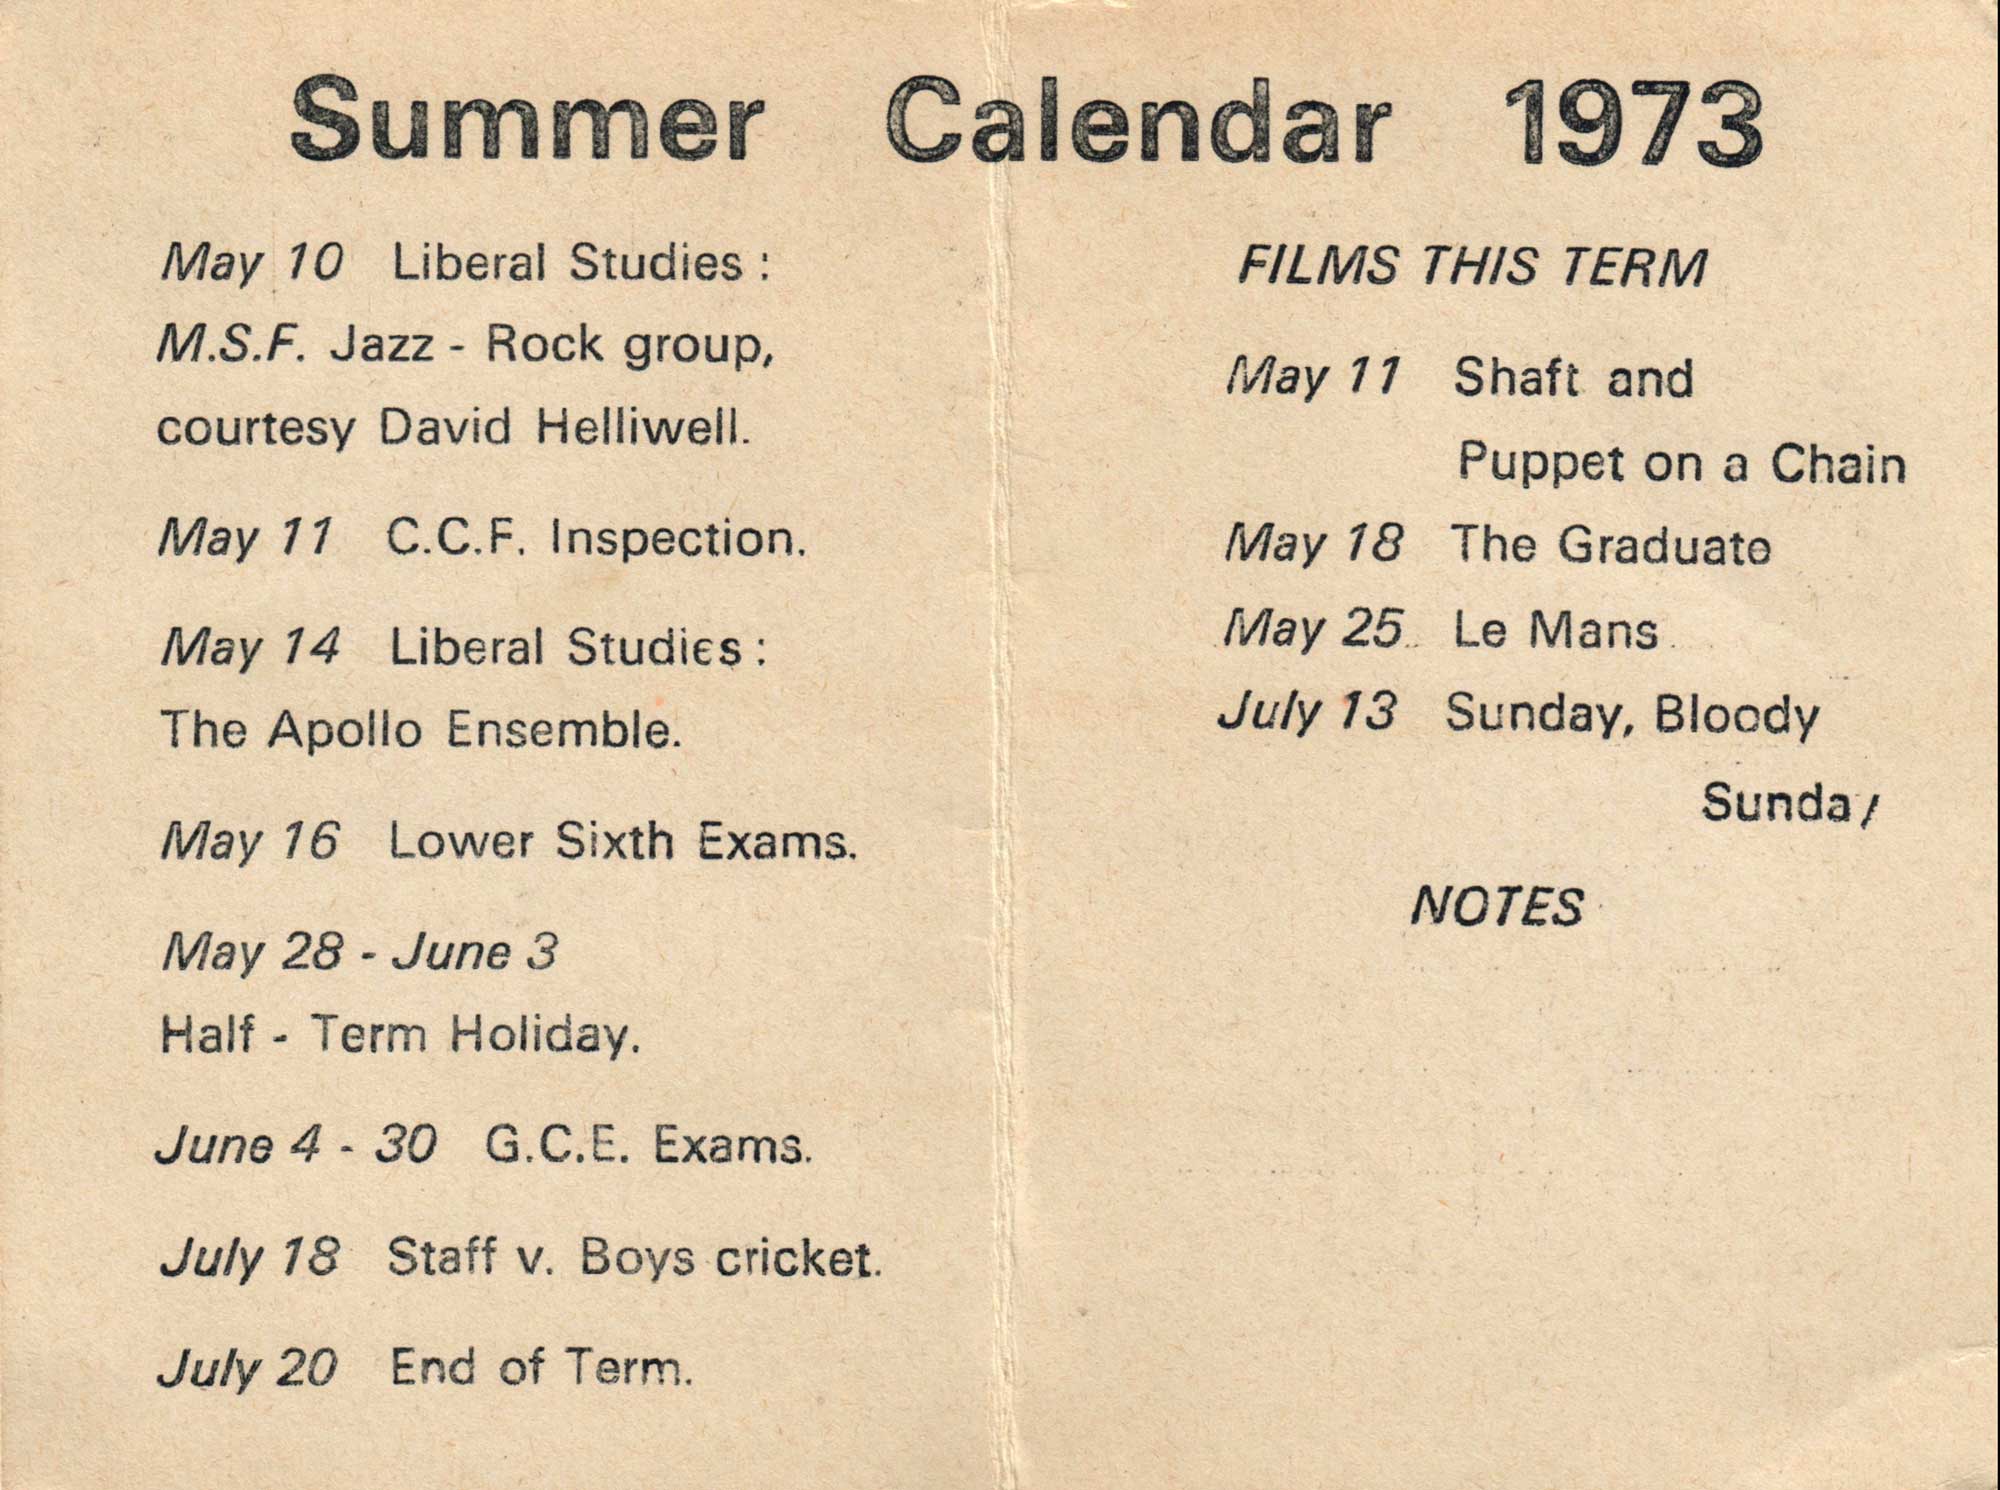 Summer Calendar 1973
May 10 Liberal Studies :
M.S.F. Jazz - Rock group,
courtesy David Helliwell.
May 11 C.C.F. Inspection.
May 14 Liberal Studies :
The Apollo Ensemble.
May 16 Lower Sixth Exams.
May 28 - June 3
Half - Term Holiday.
June 4 - 30 G.C.E. Exams.
July 18 Staff v. Boys cricket.
July 20 End of Term.
FILMS THIS TERM
May 11 Shaft and
Puppet on a Chain
May 18 The Graduate
May 25 Le Mans
July 13 Sunday, Bloody
Sunday
NOTES